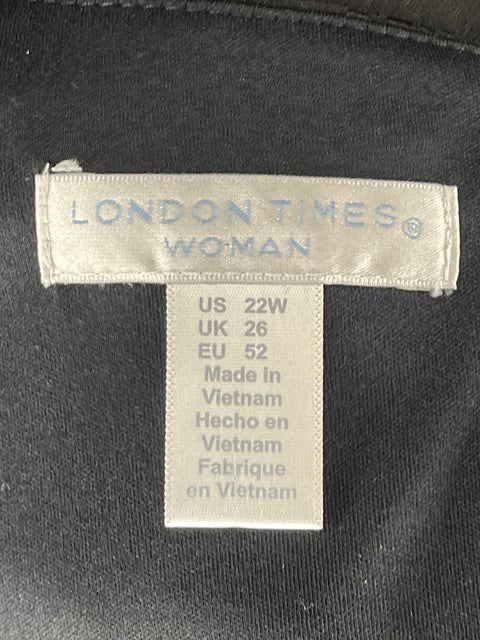 LONDON TIMES®
WOMAN
US 22W
UK 26
EU 52
Made in
Vietnam
Hecho en
Vietnam
Fabrique
en Vietnam